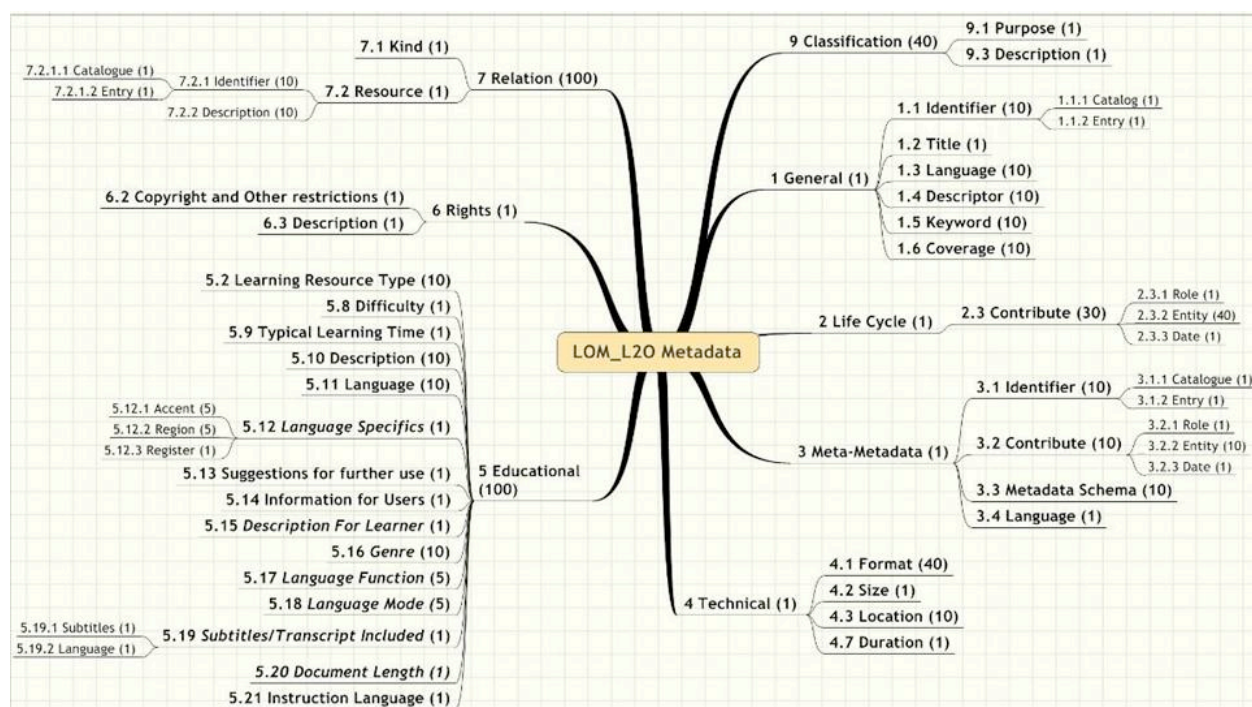 LOM_L2O Metadata
9 Classification (40)
9.1 Purpose (1)
9.3 Description (1)
1 General (1)
1.1 Identifier (10)
1.1.1 Catalog (1)
1.1.2 Entry (1)
1.2 Title (1)
1.3 Language (10)
1.4 Descriptor (10)
1.5 Keyword (10)
1.6 Coverage (10)
2 Life Cycle (1)
2.3 Contribute (30)
2.3.1 Role (1)
2.3.2 Entity (40)
2.3.3 Date (1)
3 Meta-Metadata (1)
3.1 Identifier (10)
3.1.1 Catalogue (1)
3.1.2 Entry (1)
3.2 Contribute (10)
3.2.1 Role (1)
3.2.2 Entity (10)
3.2.3 Date (1)
3.3 Metadata Schema (10)
3.4 Language (1)
4 Technical (1)
4.1 Format (40)
4.2 Size (1)
4.3 Location (10)
4.7 Duration (1)
7 Relation (100)
7.1 Kind (1)
7.2 Resource (1)
7.2.1 Identifier (10)
7.2.1.1 Catalogue (1)
7.2.1.2 Entry (1)
7.2.2 Description (10)
6 Rights (1)
6.2 Copyright and Other restrictions (1)
6.3 Description (1)
5 Educational
(100)
5.2 Learning Resource Type (10)
5.8 Difficulty (1)
5.9 Typical Learning Time (1)
5.10 Description (10)
5.11 Language (10)
5.12 Language Specifics (1)
5.12.1 Accent (5)
5.12.2 Region (5)
5.12.3 Register (1)
5.13 Suggestions for further use (1)
5.14 Information for Users (1)
5.15 Description For Learner (1)
5.16 Genre (10)
5.17 Language Function (5)
5.18 Language Mode (5)
5.19 Subtitles/Transcript Included (1)
5.19.1 Subtitles (1)
5.19.2 Language (1)
5.20 Document Length (1)
5.21 Instruction Language (1)